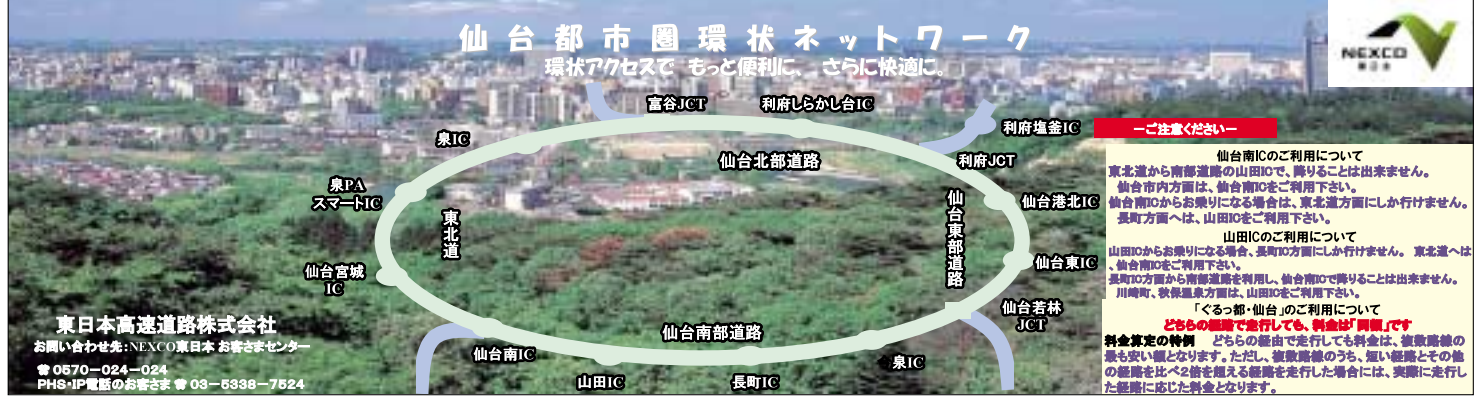 仙台都市圏環状ネットワーク
環状アクセスで もっと便利に、さらに快適に。
NEXCO
東日本
富谷JCT
利府しらかし台IC
利府塩釜IC
泉IC
仙台北部道路
利府JCT
泉PA
スマートIC
仙台港北IC
東北道
仙台東部道路
仙台宮城
IC
仙台東IC
仙台若林
JCT
仙台南部道路
仙台南IC
山田IC
長町IC
泉IC
東日本高速道路株式会社
お問い合わせ先：NEXCO東日本 お客さまセンター
☎ 0570－024－024
PHS・IP電話のお客さま ☎ 03－5338－7524
－ご注意ください－
仙台南ICのご利用について
東北道から南部道路の山田ICで、降りることは出来ません。
仙台市内方面は、仙台南ICをご利用下さい。
仙台南ICからお乗りになる場合は、東北道方面にしか行けません。
長町方面へは、山田ICをご利用下さい。
山田ICのご利用について
山田ICからお乗りになる場合、長町IC方面にしか行けません。 東北道へは
、仙台南ICをご利用下さい。
長町IC方面から南部道路を利用し、仙台南ICで降りることは出来ません。
川崎町、秋保温泉方面は、山田ICをご利用下さい。
「ぐるっ都・仙台」のご利用について
どちらの経路で走行しても、料金は「同額」です
料金算定の特例 どちらの経由で走行しても料金は、複数路線の
最も安い額となります。ただし、複数路線のうち、短い経路とその他
の経路を比べ２倍を超える経路を走行した場合には、実際に走行し
た経路に応じた料金となります。